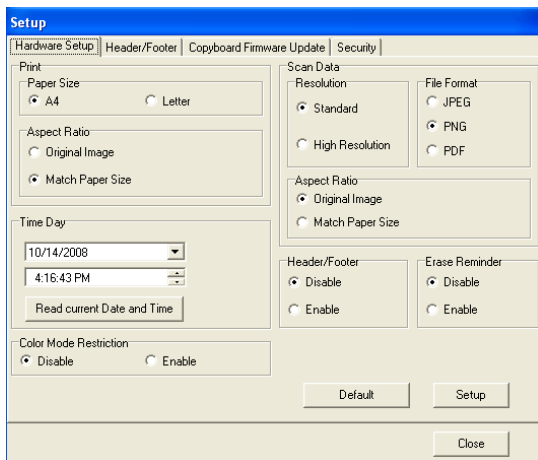 Setup
Hardware Setup Header/Footer Copyboard Firmware Update Security
Print
Paper Size
A4 Letter
Aspect Ratio
Original Image
Match Paper Size
Time Day
10/14/2008
4:16:43 PM
Read current Date and Time
Color Mode Restriction
Disable Enable
Scan Data
Resolution
Standard
High Resolution
File Format
JPEG
PNG
PDF
Aspect Ratio
Original Image
Match Paper Size
Header/Footer
Disable
Enable
Erase Reminder
Disable
Enable
Default Setup
Close